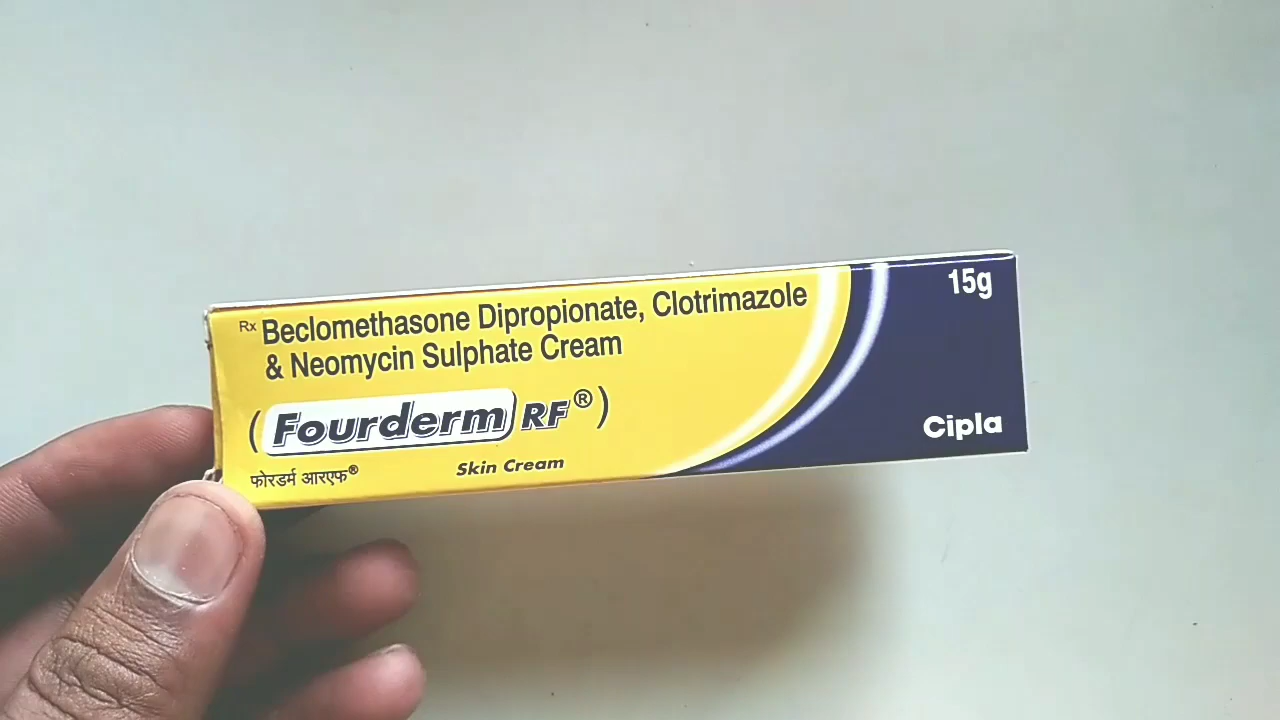 Rx Beclomethasone Dipropionate, Clotrimazole
& Neomycin Sulphate Cream
(Fourderm RF®)
फोरडर्म आरएफ®
Skin Cream
15g
Cipla